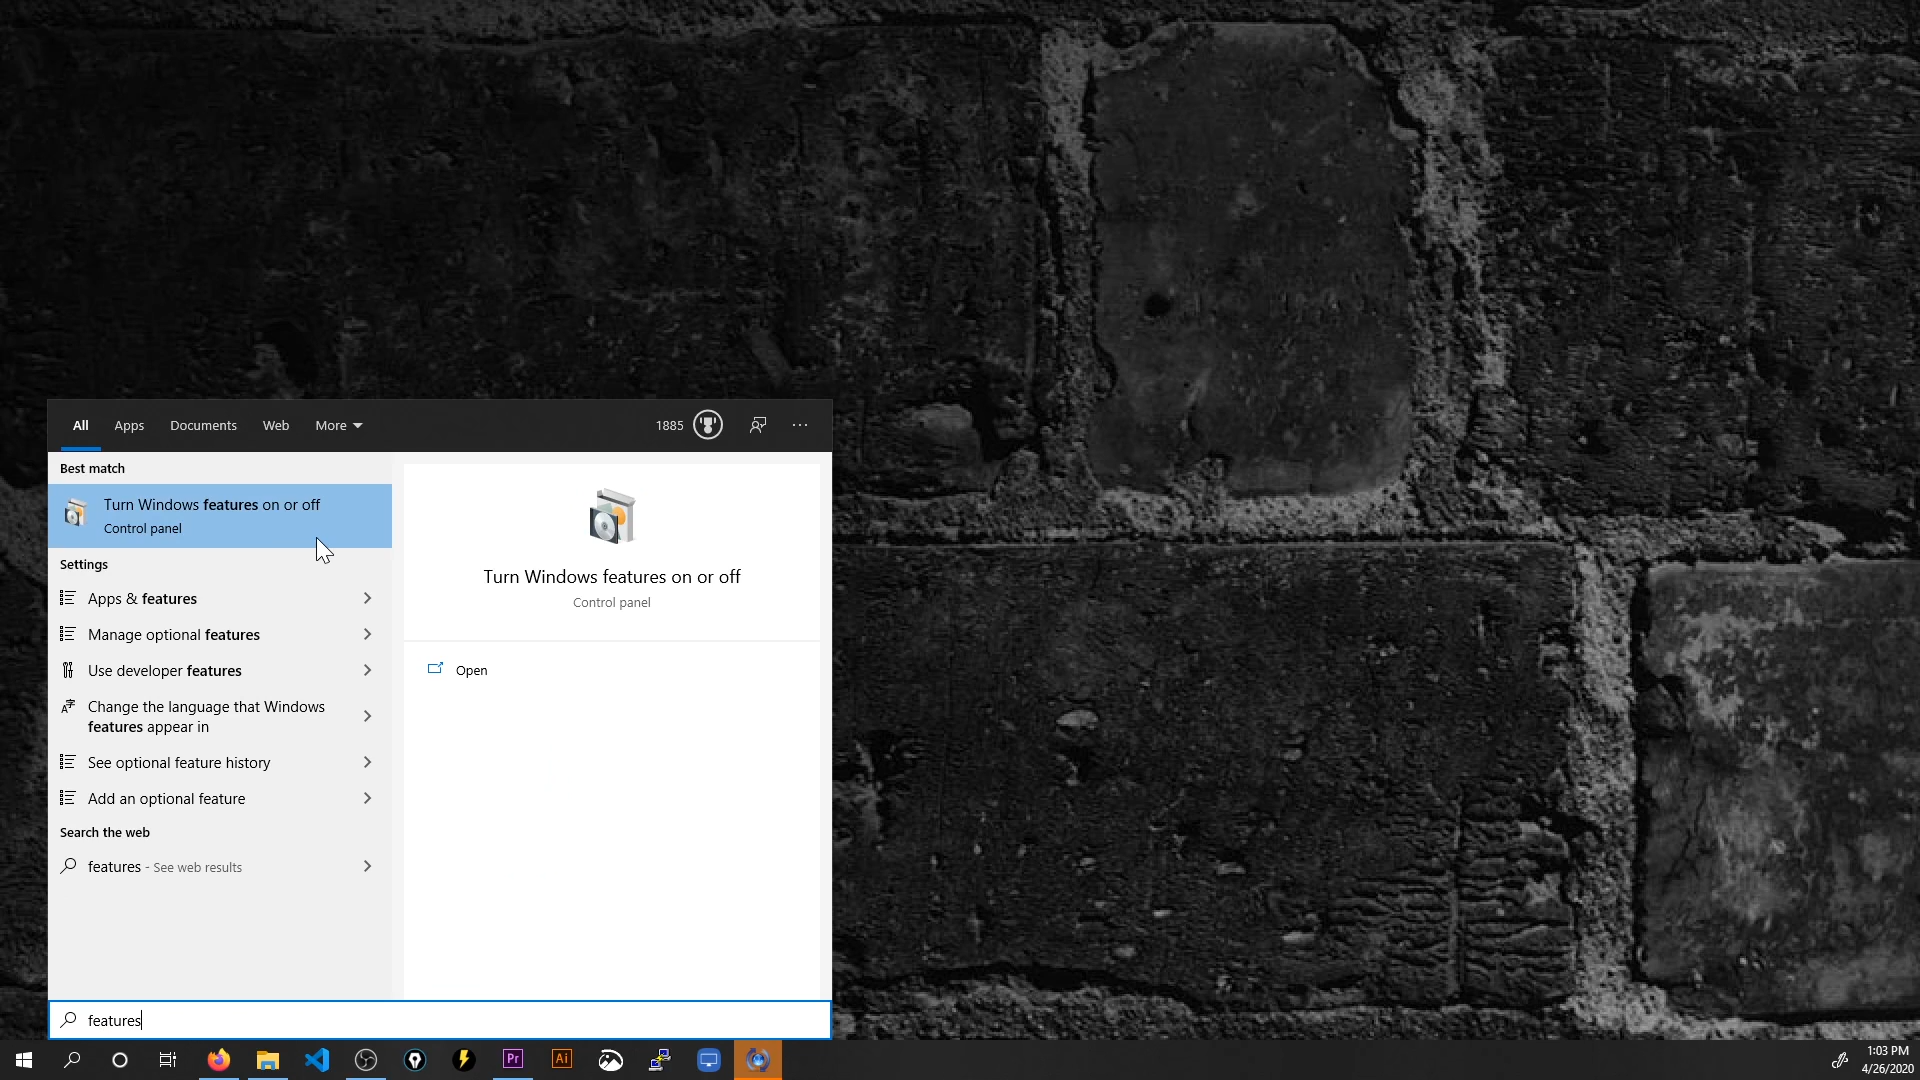 All Apps Documents Web More 1885
Best match
Turn Windows features on or off
Control panel
Settings
Apps & features
Manage optional features
Use developer features
Change the language that Windows
features appear in
See optional feature history
Add an optional feature
Search the web
features - See web results
Turn Windows features on or off
Control panel
Open
features
Pr Ai
1:03 PM
4/26/2020